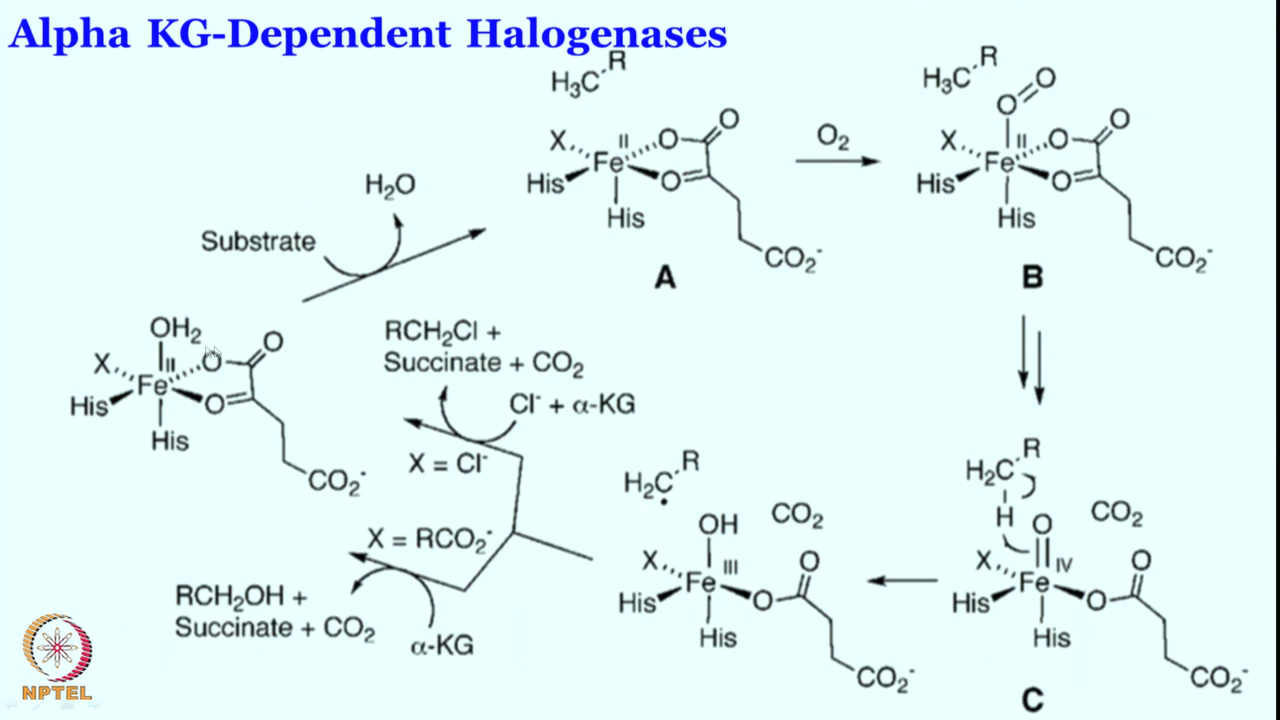 Alpha KG-Dependent Halogenases
H₃C R
X II O O
Fe
His O
His
CO₂⁻
A
O₂
H₃C R
O O
X II O O
Fe
His O
His
CO₂⁻
B
H₂O
Substrate
OH₂
X II O O
Fe
His O
His
CO₂⁻
RCH₂Cl +
Succinate + CO₂
Cl⁻ + α-KG
X = Cl⁻
X = RCO₂⁻
RCH₂OH +
Succinate + CO₂
α-KG
H₂C R
•
OH CO₂
X III O
Fe
His O
His
CO₂⁻
H₂C R
H O CO₂
X IV O
Fe
His O
His
CO₂⁻
C
NPTEL